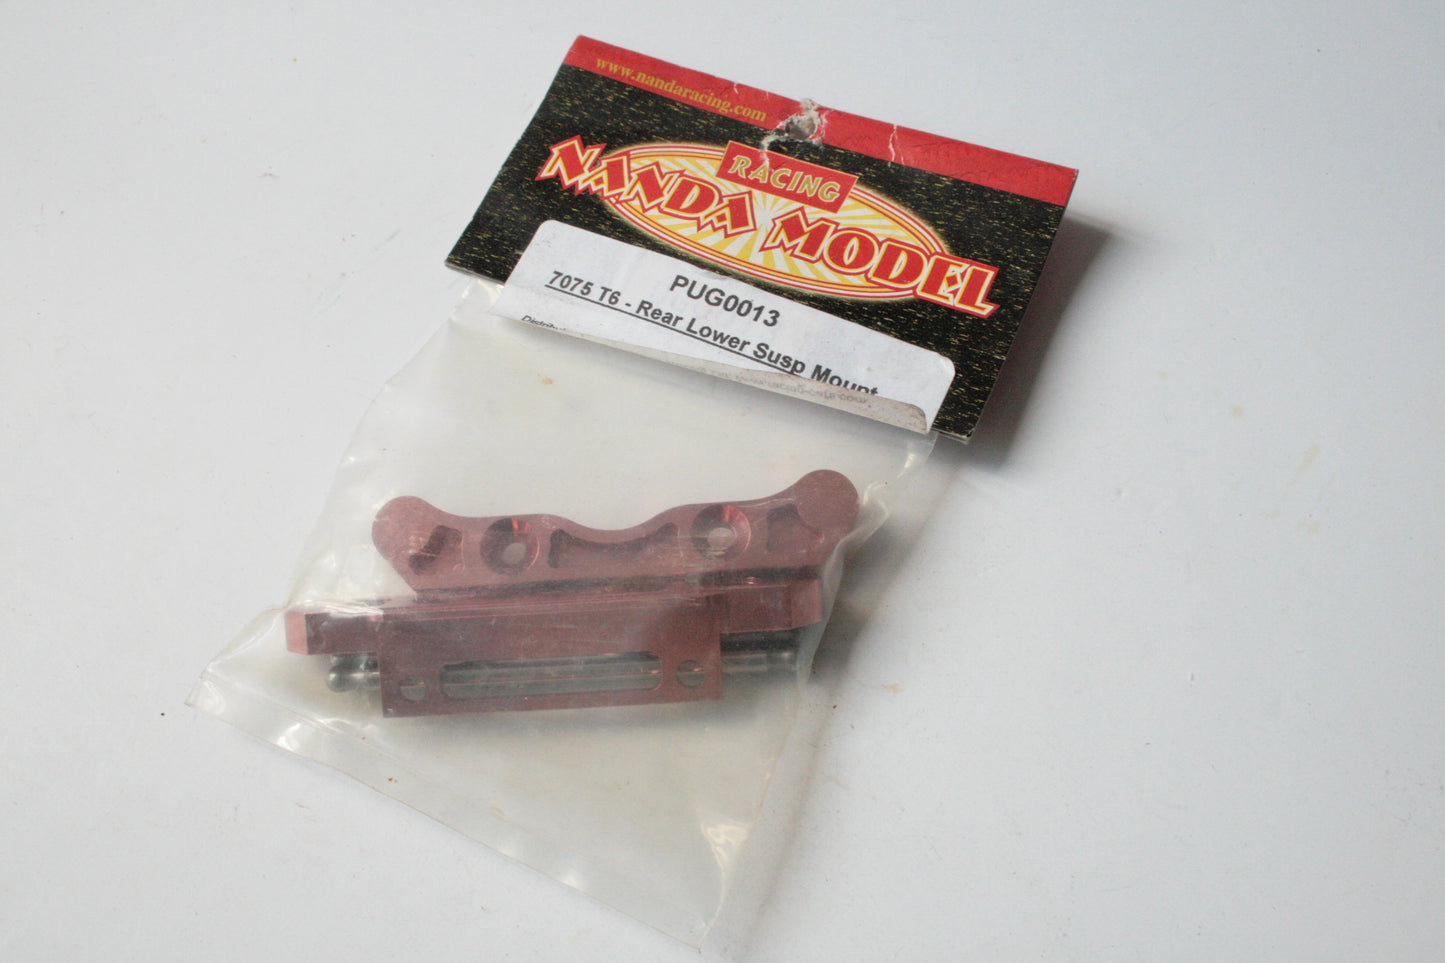 www.nandaracing.com
RACING
NANDA MODEL
PUG0013
7075 T6 - Rear Lower Susp Mount